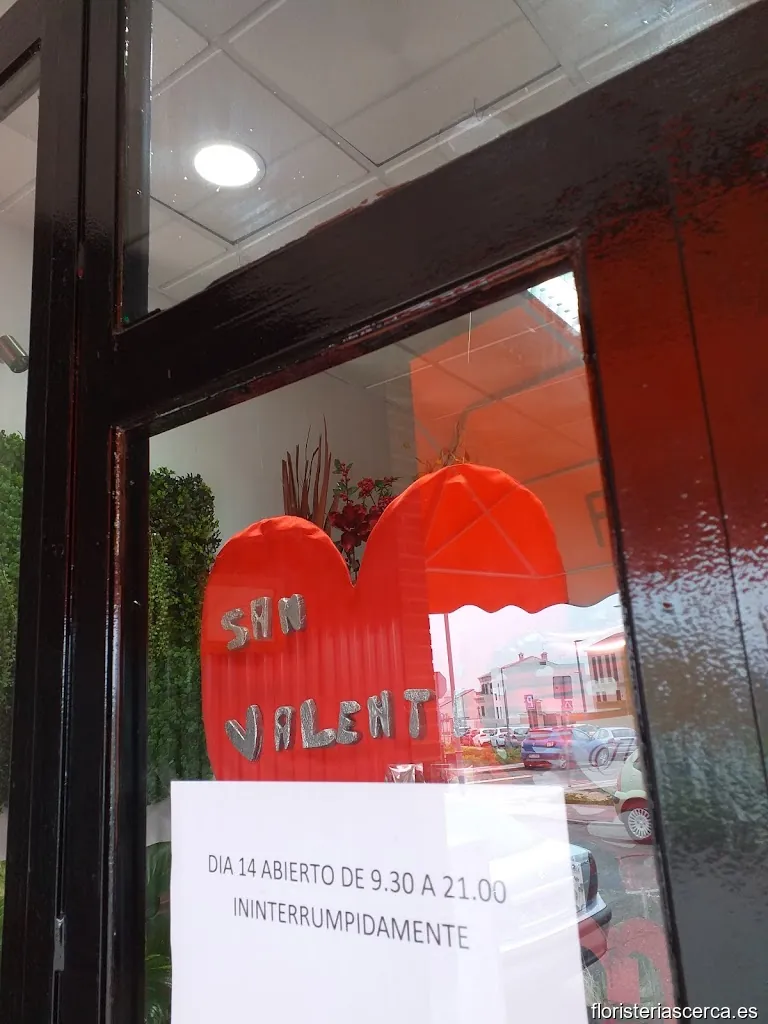 SAN
VALENT
DIA 14 ABIERTO DE 9.30 A 21.00
ININTERRUMPIDAMENTE
floristeriascerca.es